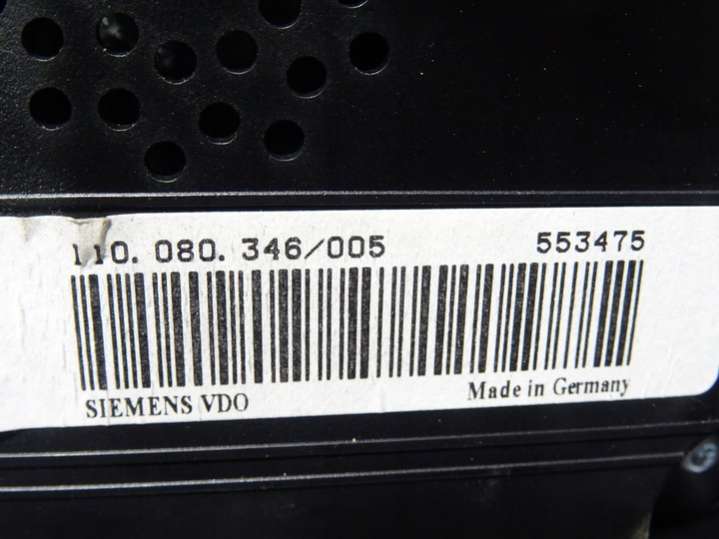 110. 080. 346/005 553475
SIEMENS VDO Made in Germany